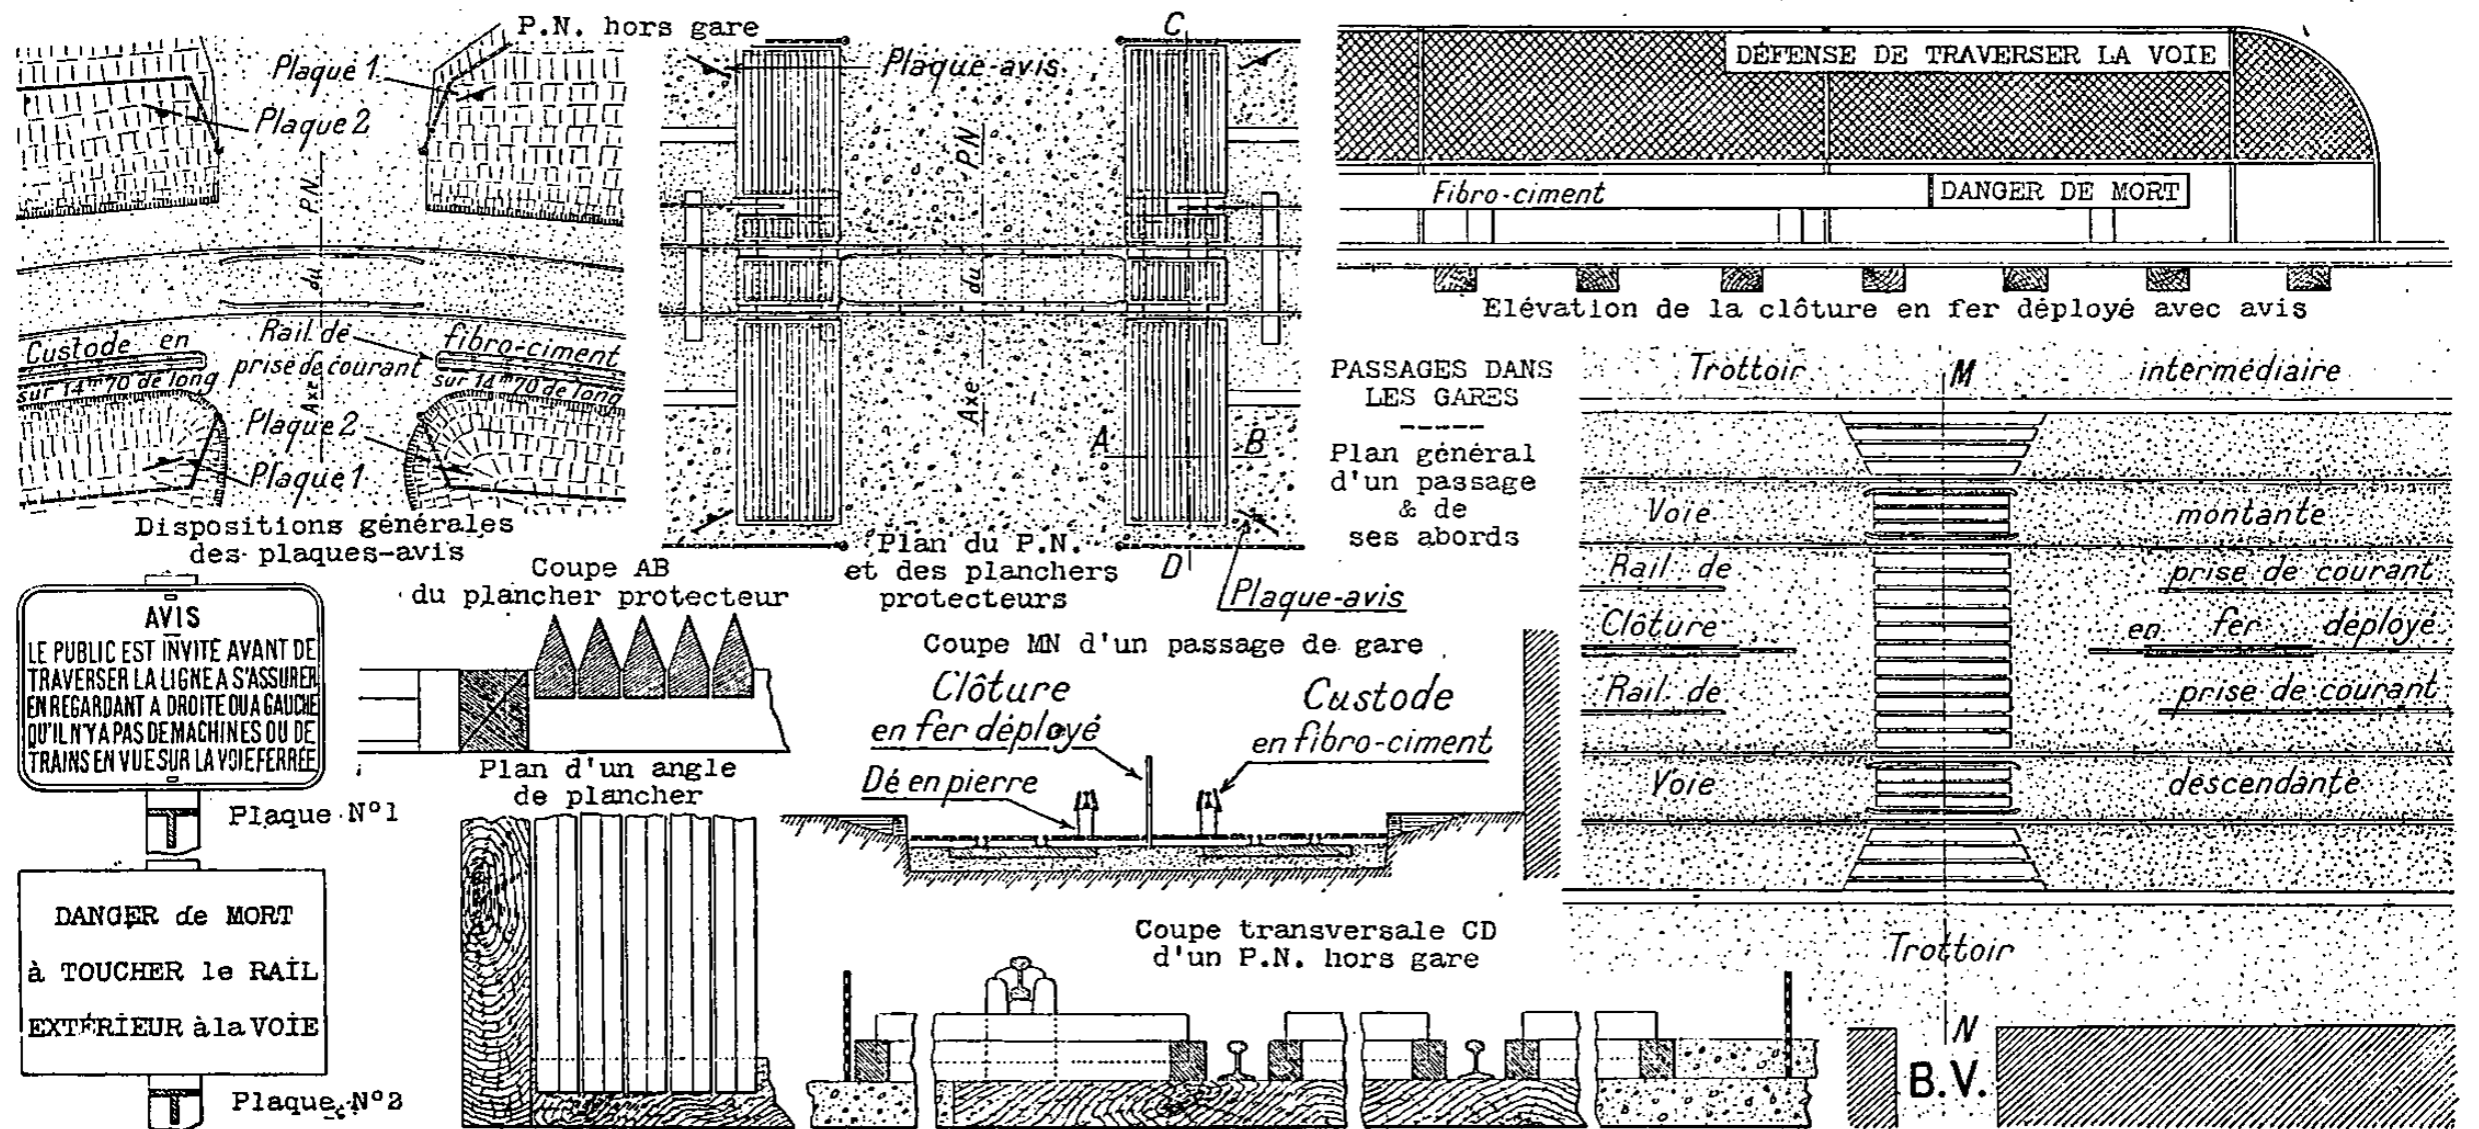 P.N. hors gare
Plaque 1
Plaque 2
Axe du P.N.
Custode en fibro-ciment
sur 14m70 de long
Rail de
prise de courant
sur 14m70 de long
Plaque 2
Plaque 1
Dispositions générales
des plaques-avis
C
Plaque-avis
Axe du P.N
A
B
D
Plan du P.N.
et des planchers
protecteurs
Plaque-avis
DÉFENSE DE TRAVERSER LA VOIE
Fibro-ciment
DANGER DE MORT
Elévation de la clôture en fer déployé avec avis
PASSAGES DANS
LES GARES
Plan général
d'un passage
& de
ses abords
Trottoir intermédiaire
M
Voie montante
Rail de prise de courant
Clôture en fer déployé
Rail de prise de courant
Voie descendante
Trottoir
N
B.V.
AVIS
LE PUBLIC EST INVITÉ AVANT DE
TRAVERSER LA LIGNE A S'ASSURER
EN REGARDANT A DROITE OU A GAUCHE
QU'IL N'Y A PAS DE MACHINES OU DE
TRAINS EN VUE SUR LA VOIE FERRÉE
Plaque N°1
DANGER de MORT
à TOUCHER le RAIL
EXTÉRIEUR à la VOIE
Plaque N°2
Coupe AB
du plancher protecteur
Plan d'un angle
de plancher
Coupe MN d'un passage de gare
Clôture
en fer déployé
Custode
en fibro-ciment
Dé en pierre
Coupe transversale CD
d'un P.N. hors gare